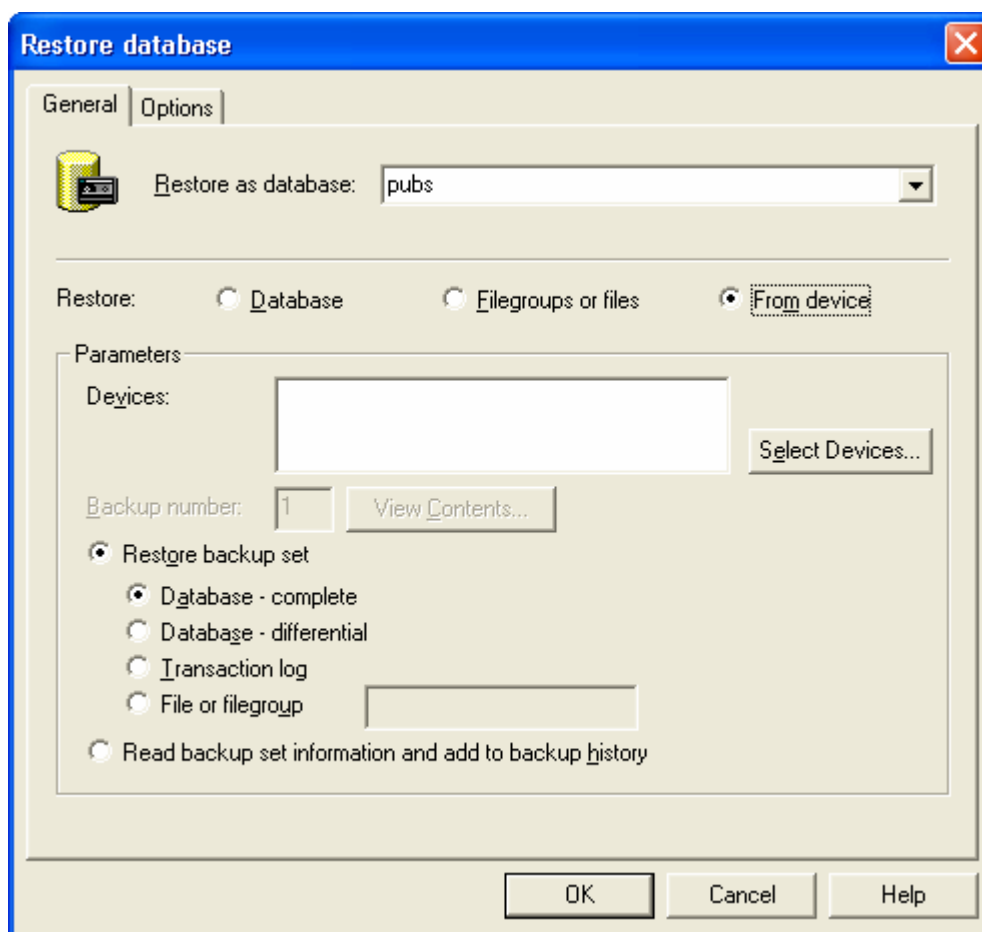 Restore database
General Options
Restore as database: pubs
Restore: Database Filegroups or files From device
Parameters
Devices:
Select Devices...
Backup number: 1 View Contents...
Restore backup set
Database - complete
Database - differential
Transaction log
File or filegroup
Read backup set information and add to backup history
OK Cancel Help